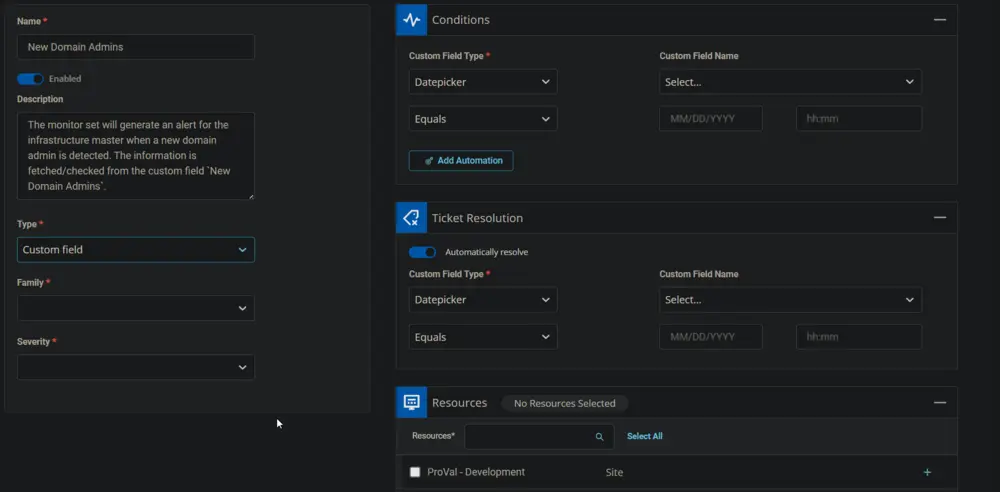 Name *
New Domain Admins
Enabled
Description
The monitor set will generate an alert for the
infrastructure master when a new domain
admin is detected. The information is
fetched/checked from the custom field `New
Domain Admins`.
Type *
Custom field
Family *
Severity *
Conditions
Custom Field Type * Custom Field Name
Datepicker Select...
Equals MM/DD/YYYY hh:mm
Add Automation
Ticket Resolution
Automatically resolve
Custom Field Type * Custom Field Name
Datepicker Select...
Equals MM/DD/YYYY hh:mm
Resources No Resources Selected
Resources* Select All
ProVal - Development Site